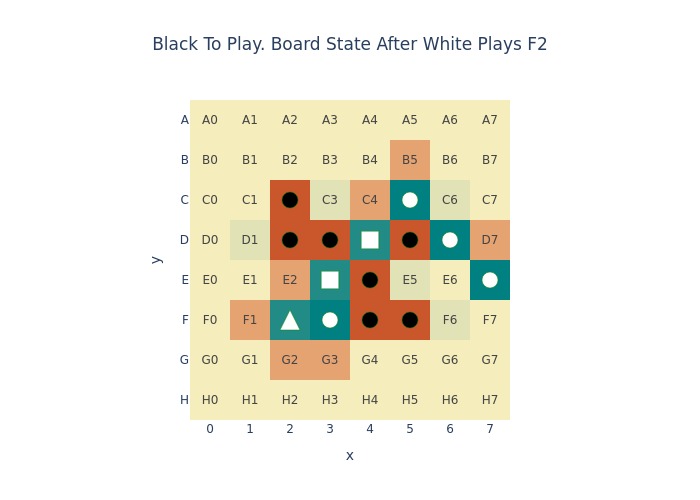 Black To Play. Board State After White Plays F2
A A0 A1 A2 A3 A4 A5 A6 A7
B B0 B1 B2 B3 B4 B5 B6 B7
C C0 C1 C3 C4 C6 C7
D D0 D1 D7
E E0 E1 E2 E5 E6
F F0 F1 F6 F7
G G0 G1 G2 G3 G4 G5 G6 G7
H H0 H1 H2 H3 H4 H5 H6 H7
0 1 2 3 4 5 6 7
x
y